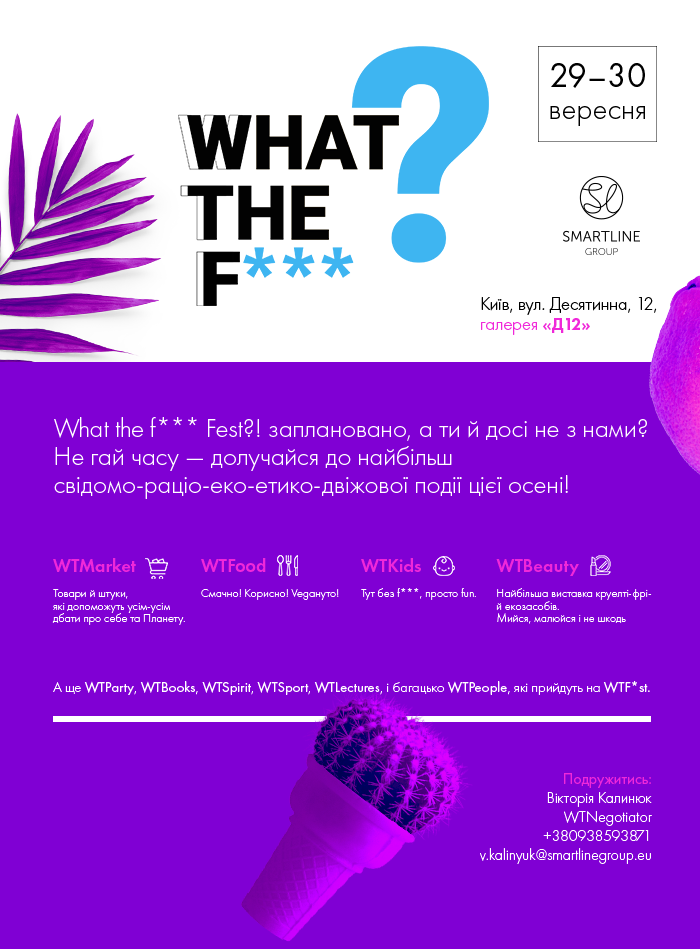 WHAT
THE
F***
?
29–30
вересня
SMARTLINE
GROUP
Київ, вул. Десятинна, 12,
галерея «Д12»
What the f*** Fest?! заплановано, а ти й досі не з нами?
Не гай часу — долучайся до найбільш
свідомо-раціо-еко-етико-двіжової події цієї осені!
WTMarket
Товари й штуки,
які допоможуть усім-усім
дбати про себе та Планету.
WTFood
Смачно! Корисно! Vegануто!
WTKids
Тут без f***, просто fun.
WTBeauty
Найбільша виставка круелті-фрі-
й екозасобів.
Мийся, малюйся і не шкодь
А ще WTParty, WTBooks, WTSpirit, WTSport, WTLectures, і багацько WTPeople, які прийдуть на WTF*st.
Подружитись:
Вікторія Калинюк
WTNegotiator
+380938593871
v.kalinyuk@smartlinegroup.eu